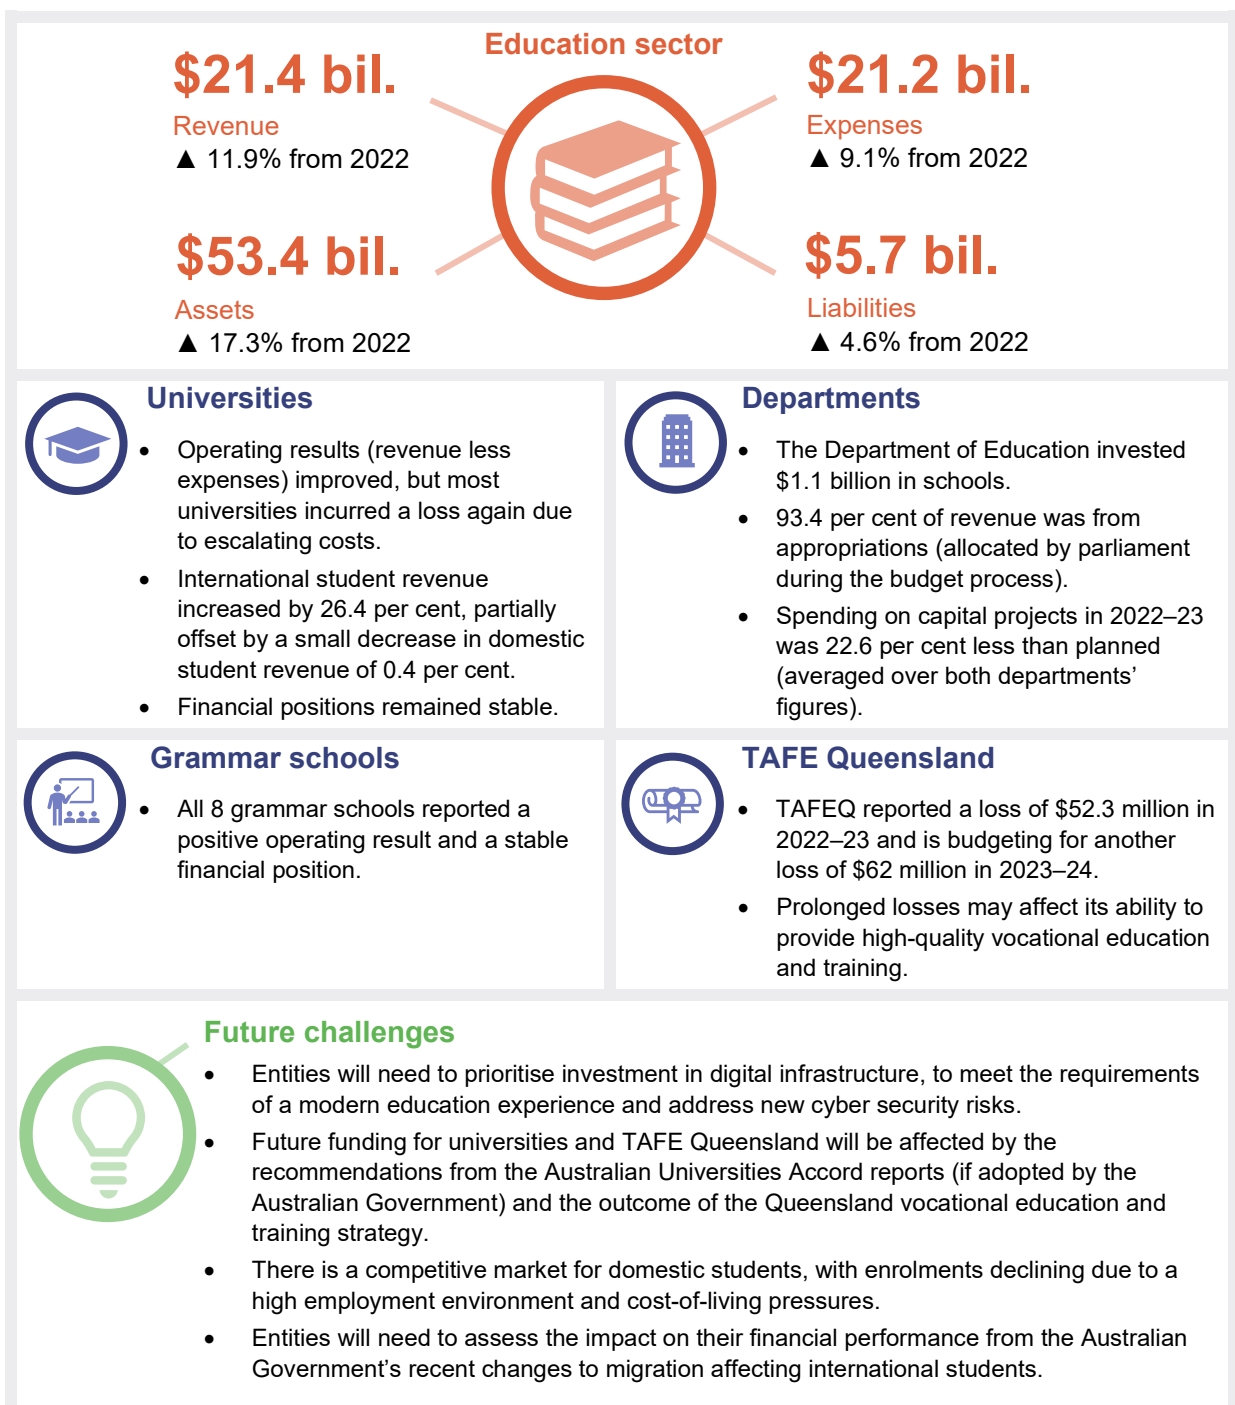 Education sector
$21.4 bil.
Revenue
▲ 11.9% from 2022
$21.2 bil.
Expenses
▲ 9.1% from 2022
$53.4 bil.
Assets
▲ 17.3% from 2022
$5.7 bil.
Liabilities
▲ 4.6% from 2022
Universities
• Operating results (revenue less
expenses) improved, but most
universities incurred a loss again due
to escalating costs.
• International student revenue
increased by 26.4 per cent, partially
offset by a small decrease in domestic
student revenue of 0.4 per cent.
• Financial positions remained stable.
Departments
• The Department of Education invested
$1.1 billion in schools.
• 93.4 per cent of revenue was from
appropriations (allocated by parliament
during the budget process).
• Spending on capital projects in 2022–23
was 22.6 per cent less than planned
(averaged over both departments’
figures).
Grammar schools
• All 8 grammar schools reported a
positive operating result and a stable
financial position.
TAFE Queensland
• TAFEQ reported a loss of $52.3 million in
2022–23 and is budgeting for another
loss of $62 million in 2023–24.
• Prolonged losses may affect its ability to
provide high-quality vocational education
and training.
Future challenges
• Entities will need to prioritise investment in digital infrastructure, to meet the requirements
of a modern education experience and address new cyber security risks.
• Future funding for universities and TAFE Queensland will be affected by the
recommendations from the Australian Universities Accord reports (if adopted by the
Australian Government) and the outcome of the Queensland vocational education and
training strategy.
• There is a competitive market for domestic students, with enrolments declining due to a
high employment environment and cost-of-living pressures.
• Entities will need to assess the impact on their financial performance from the Australian
Government’s recent changes to migration affecting international students.